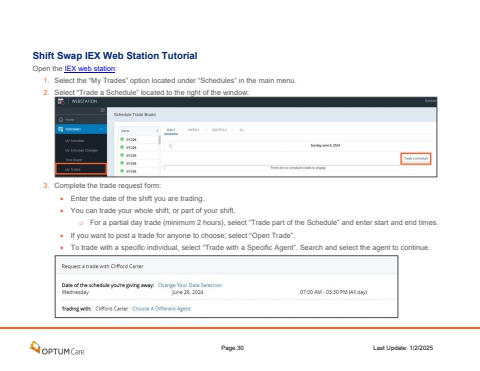 Shift Swap IEX Web Station Tutorial
Open the IEX web station:
1. Select the "My Trades" option located under "Schedules" in the main menu.
2. Select "Trade a Schedule" located to the right of the window:
WEBSTATION
Schedule Trade Board
Home
Schedules
DAILY WEEKLY MONTHLY ALL
My Schedule
Sunday, June 9, 2024
My Schedule Changes
Trade a schedule
Time Board
My Trades
There are no schedule trades to display.
3. Complete the trade request form:
• Enter the date of the shift you are trading.
• You can trade your whole shift, or part of your shift.
o For a partial day trade (minimum 2 hours), select "Trade part of the Schedule" and enter start and end times.
• If you want to post a trade for anyone to choose; select "Open Trade".
• To trade with a specific individual, select "Trade with a Specific Agent". Search and select the agent to continue.
Request a trade with Clifford Carter
Date of the schedule you're giving away: Change Your Date Selection
Wednesday June 26, 2024 07:00 AM - 03:30 PM (All day)
Trading with: Clifford Carter Choose A Different Agent
OPTUMCare Page 30 Last Update: 1/2/2025